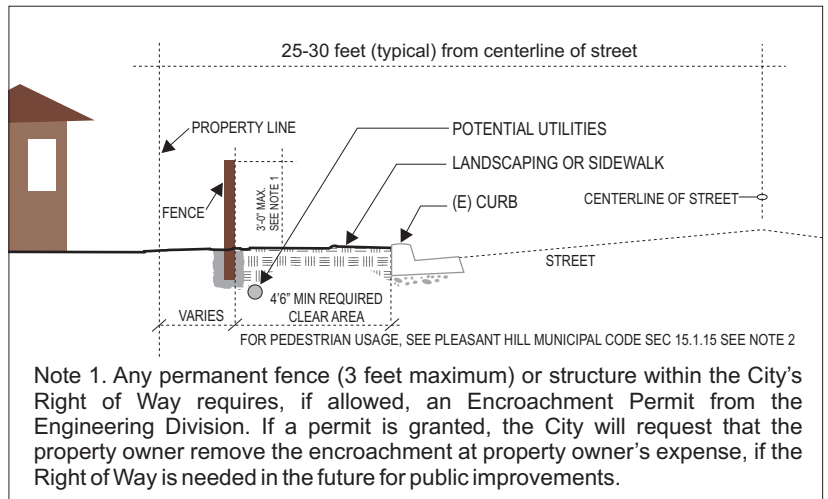 25-30 feet (typical) from centerline of street
PROPERTY LINE
POTENTIAL UTILITIES
LANDSCAPING OR SIDEWALK
3'-0" MAX.
SEE NOTE 1
FENCE
(E) CURB
CENTERLINE OF STREET
STREET
4'6" MIN REQUIRED
CLEAR AREA
VARIES
FOR PEDESTRIAN USAGE, SEE PLEASANT HILL MUNICIPAL CODE SEC 15.1.15 SEE NOTE 2
Note 1. Any permanent fence (3 feet maximum) or structure within the City's
Right of Way requires, if allowed, an Encroachment Permit from the
Engineering Division. If a permit is granted, the City will request that the
property owner remove the encroachment at property owner's expense, if the
Right of Way is needed in the future for public improvements.